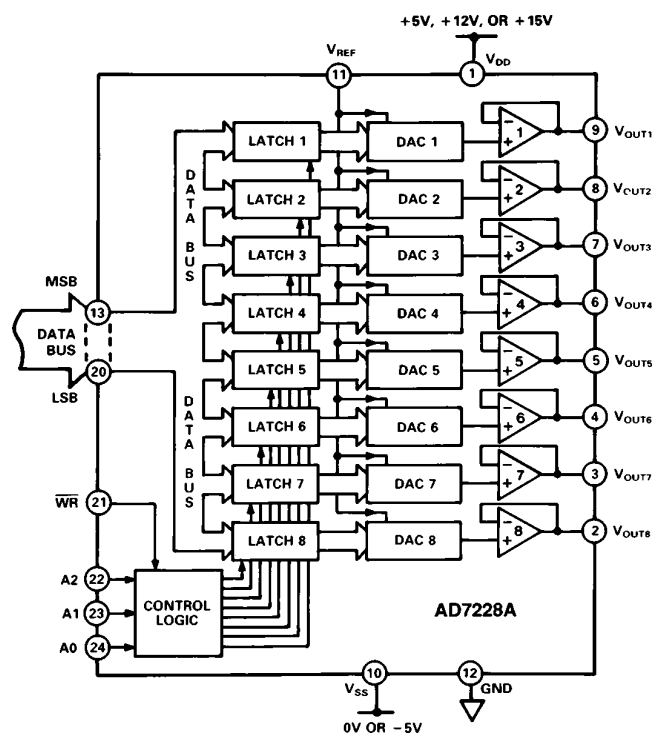 +5V, +12V, OR +15V
VREF
VDD
11
1
LATCH 1
DAC 1
1
9
VOUT1
LATCH 2
DAC 2
2
8
VOUT2
LATCH 3
DAC 3
3
7
VOUT3
LATCH 4
DAC 4
4
6
VOUT4
LATCH 5
DAC 5
5
5
VOUT5
LATCH 6
DAC 6
6
4
VOUT6
LATCH 7
DAC 7
7
3
VOUT7
LATCH 8
DAC 8
8
2
VOUT8
DATA BUS
DATA BUS
MSB
13
DATA
BUS
20
LSB
WR
21
A2
22
A1
23
A0
24
CONTROL
LOGIC
AD7228A
10
VSS
0V OR −5V
12
GND